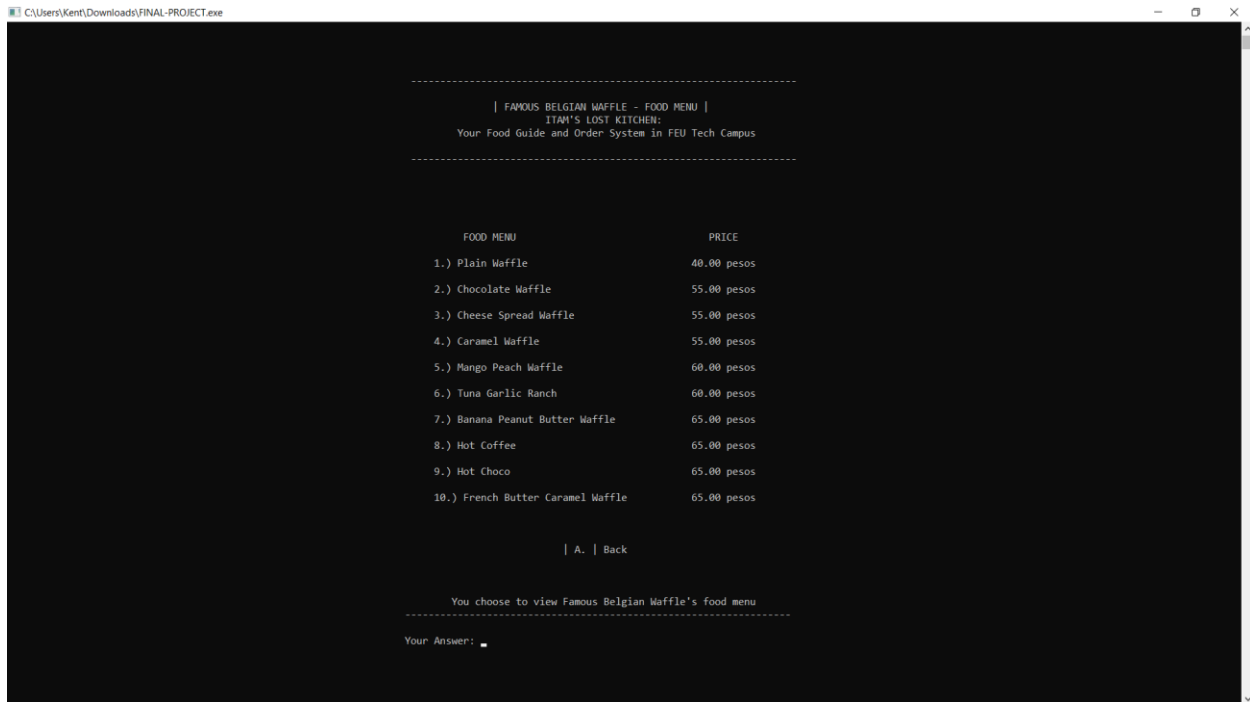 C:\Users\Kent\Downloads\FINAL-PROJECT.exe
------------------------------------------------------------------
| FAMOUS BELGIAN WAFFLE - FOOD MENU |
ITAM'S LOST KITCHEN:
Your Food Guide and Order System in FEU Tech Campus
------------------------------------------------------------------
FOOD MENU PRICE
1.) Plain Waffle 40.00 pesos
2.) Chocolate Waffle 55.00 pesos
3.) Cheese Spread Waffle 55.00 pesos
4.) Caramel Waffle 55.00 pesos
5.) Mango Peach Waffle 60.00 pesos
6.) Tuna Garlic Ranch 60.00 pesos
7.) Banana Peanut Butter Waffle 65.00 pesos
8.) Hot Coffee 65.00 pesos
9.) Hot Choco 65.00 pesos
10.) French Butter Caramel Waffle 65.00 pesos
| A. | Back
You choose to view Famous Belgian Waffle's food menu
------------------------------------------------------------------
Your Answer: _